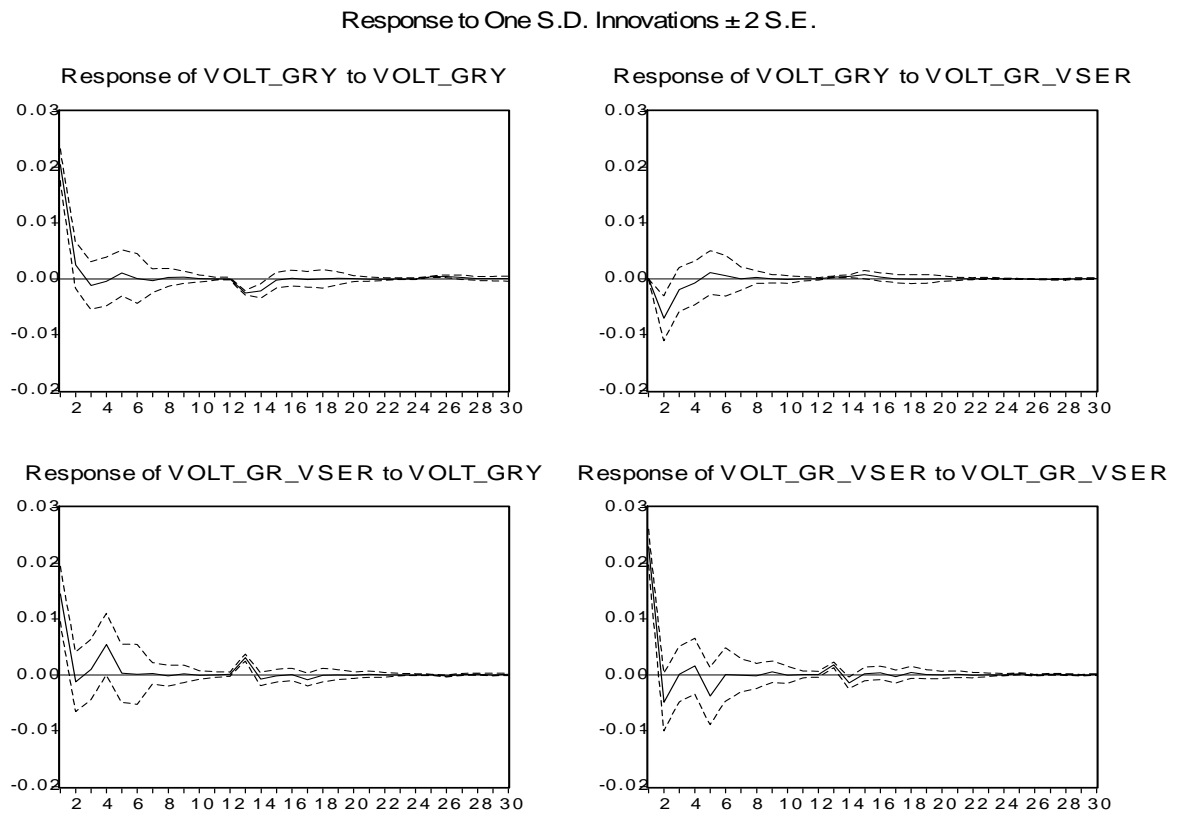 Response to One S.D. Innovations ± 2 S.E.
Response of VOLT_GRY to VOLT_GRY
0.03
0.02
0.01
0.00
-0.01
-0.02
2 4 6 8 10 12 14 16 18 20 22 24 26 28 30
Response of VOLT_GRY to VOLT_GR_VSER
0.03
0.02
0.01
0.00
-0.01
-0.02
2 4 6 8 10 12 14 16 18 20 22 24 26 28 30
Response of VOLT_GR_VSER to VOLT_GRY
0.03
0.02
0.01
0.00
-0.01
-0.02
2 4 6 8 10 12 14 16 18 20 22 24 26 28 30
Response of VOLT_GR_VSER to VOLT_GR_VSER
0.03
0.02
0.01
0.00
-0.01
-0.02
2 4 6 8 10 12 14 16 18 20 22 24 26 28 30